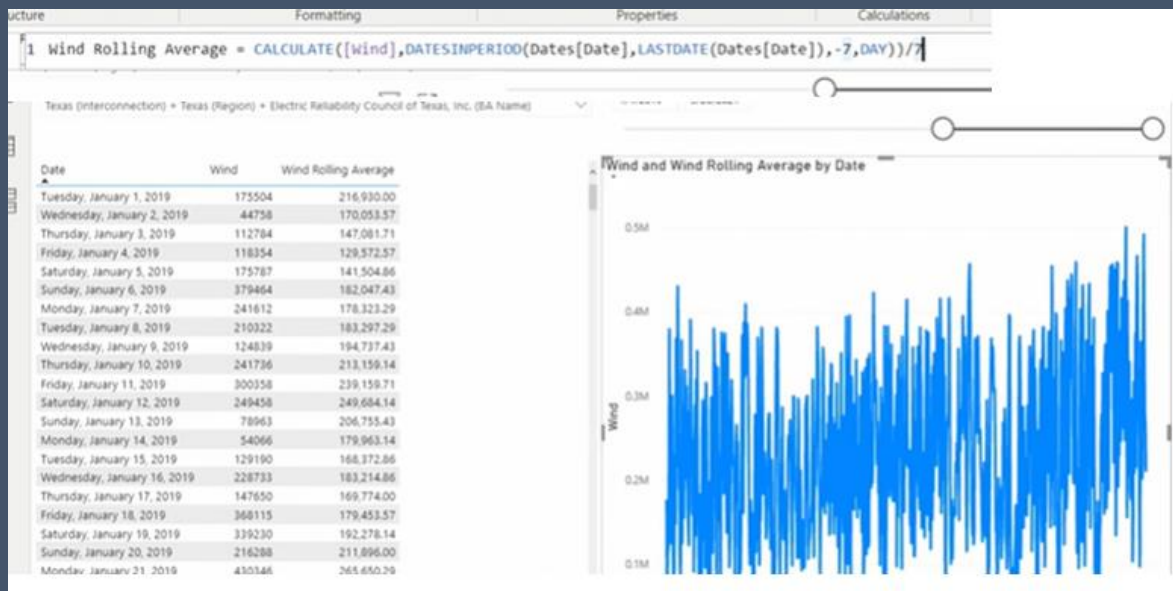 ucture Formatting Properties Calculations
1 Wind Rolling Average = CALCULATE([Wind],DATESINPERIOD(Dates[Date],LASTDATE(Dates[Date]),-7,DAY))/7
Texas (Interconnection) + Texas (Region) + Electric Reliability Council of Texas, Inc. (BA Name)
Date Wind Wind Rolling Average
Tuesday, January 1, 2019 175504 216,930.00
Wednesday, January 2, 2019 44758 170,053.57
Thursday, January 3, 2019 112784 147,081.71
Friday, January 4, 2019 118354 129,572.57
Saturday, January 5, 2019 175787 141,504.86
Sunday, January 6, 2019 379464 182,047.43
Monday, January 7, 2019 241612 178,323.29
Tuesday, January 8, 2019 210322 183,297.29
Wednesday, January 9, 2019 124839 194,737.43
Thursday, January 10, 2019 241736 213,159.14
Friday, January 11, 2019 300358 239,159.71
Saturday, January 12, 2019 249458 249,684.14
Sunday, January 13, 2019 78963 206,755.43
Monday, January 14, 2019 54066 179,963.14
Tuesday, January 15, 2019 129190 168,372.86
Wednesday, January 16, 2019 228733 183,214.86
Thursday, January 17, 2019 147650 169,774.00
Friday, January 18, 2019 368115 179,453.57
Saturday, January 19, 2019 339230 192,278.14
Sunday, January 20, 2019 216288 211,896.00
Monday, January 21, 2019 430346 265,650.29
Wind and Wind Rolling Average by Date
0.5M
0.4M
0.3M
Wind
0.2M
0.1M